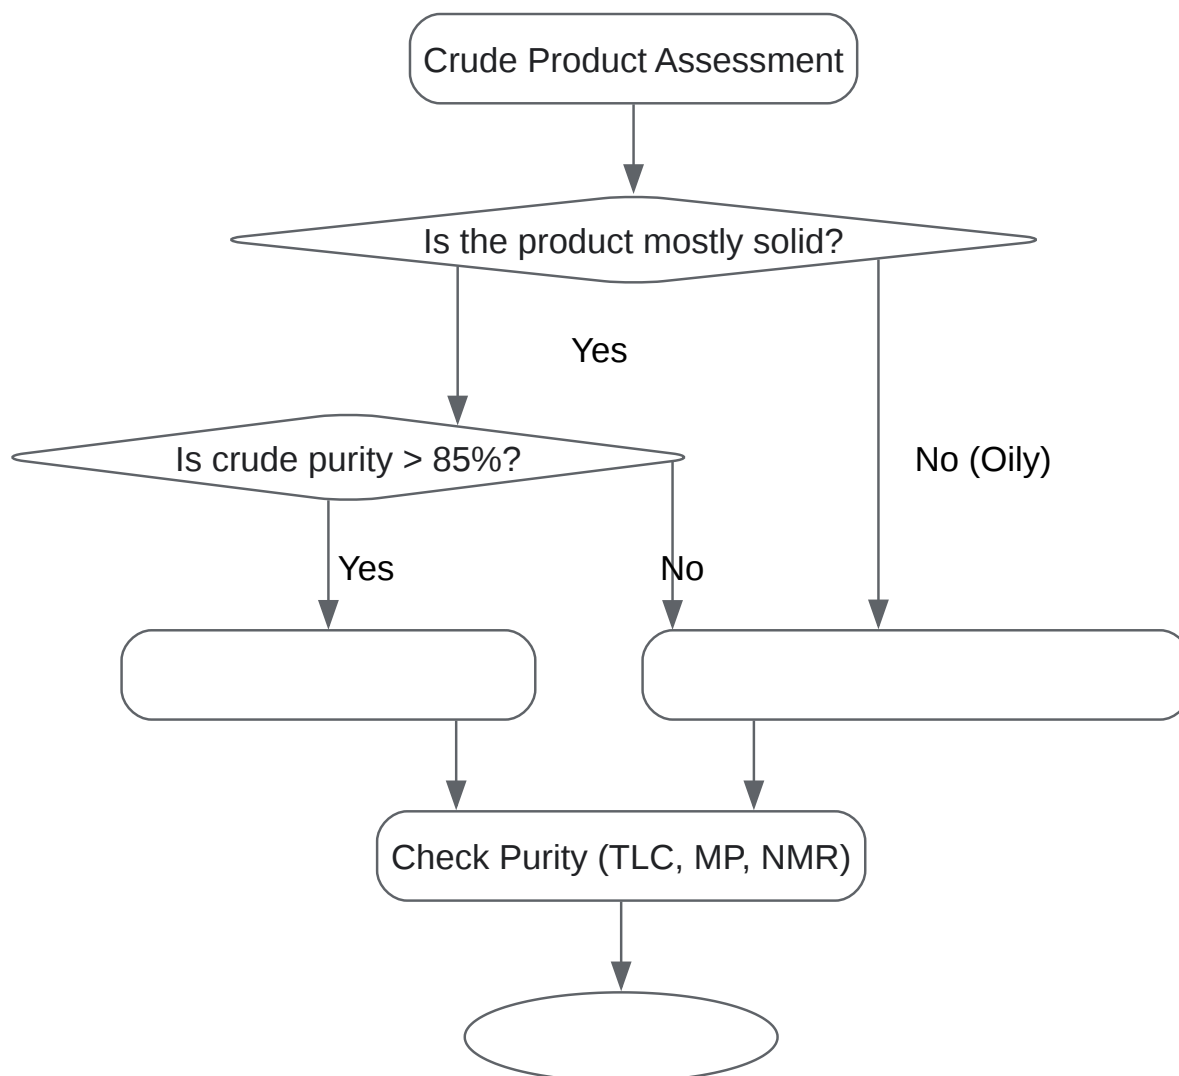 Crude Product Assessment
Is the product mostly solid?
Yes
Is crude purity > 85%?
No (Oily)
Yes
No
Check Purity (TLC, MP, NMR)